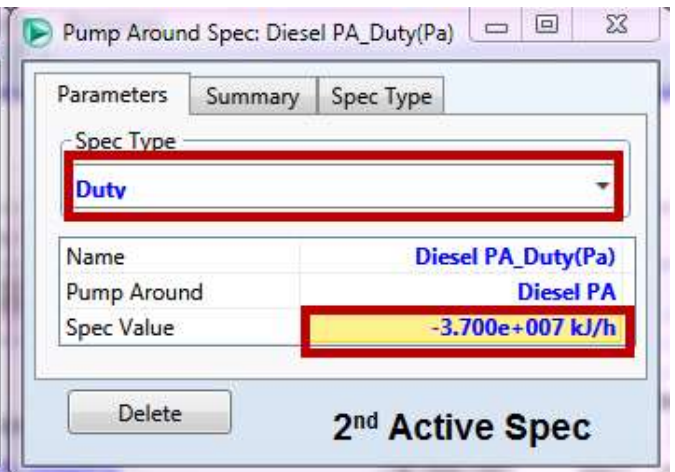 Pump Around Spec: Diesel PA_Duty(Pa)
Parameters Summary Spec Type
Spec Type
Duty
Name Diesel PA_Duty(Pa)
Pump Around Diesel PA
Spec Value -3.700e+007 kJ/h
Delete 2nd Active Spec